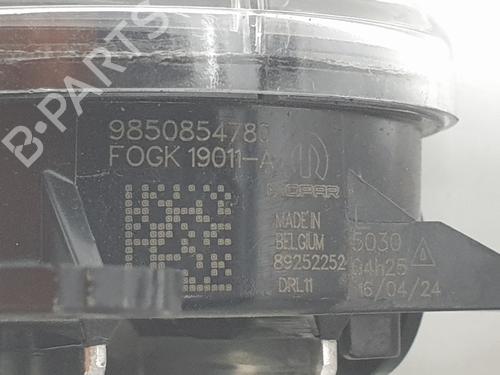 B-PARTS
9850854780
FOGK 19011-A
MOPAR
MADE IN
BELGIUM
89252252
DRL11
5030
04h25
16/04/24